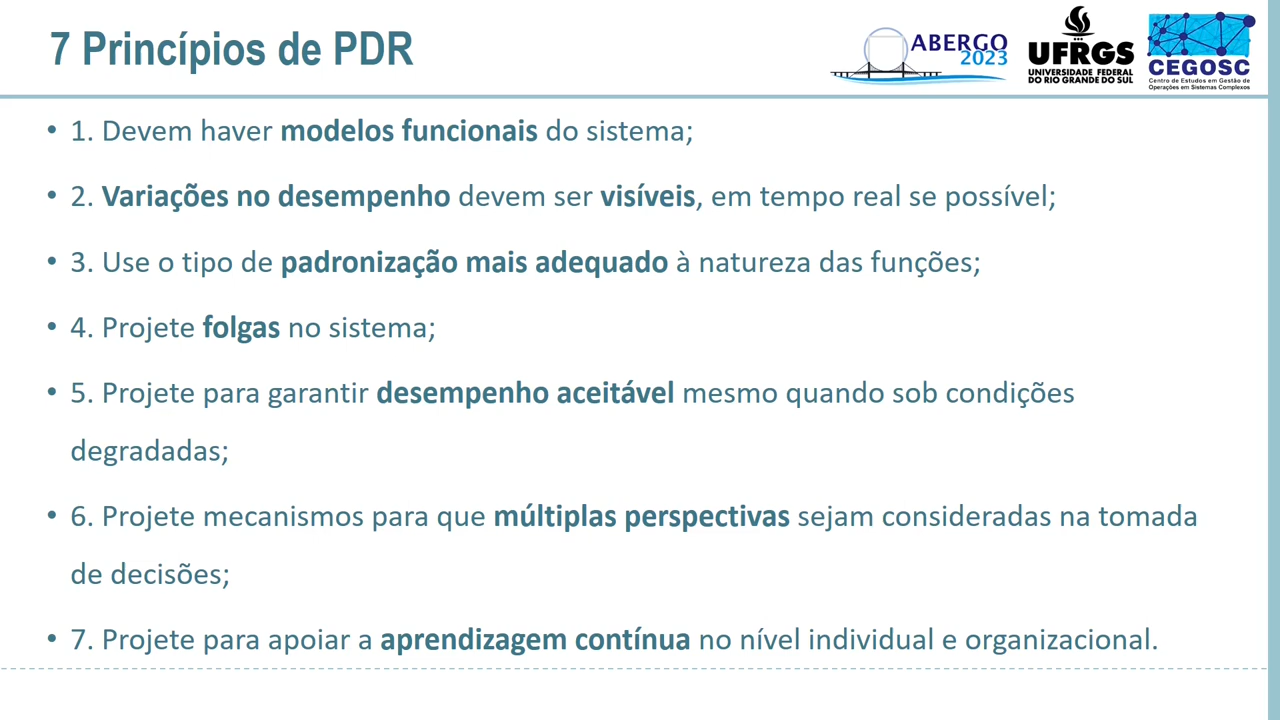 7 Princípios de PDR
ABERGO
2023
UFRGS
UNIVERSIDADE FEDERAL
DO RIO GRANDE DO SUL
CEGOSC
Centro de Estudos em Gestão de
Operações em Sistemas Complexos
• 1. Devem haver modelos funcionais do sistema;
• 2. Variações no desempenho devem ser visíveis, em tempo real se possível;
• 3. Use o tipo de padronização mais adequado à natureza das funções;
• 4. Projete folgas no sistema;
• 5. Projete para garantir desempenho aceitável mesmo quando sob condições
degradadas;
• 6. Projete mecanismos para que múltiplas perspectivas sejam consideradas na tomada
de decisões;
• 7. Projete para apoiar a aprendizagem contínua no nível individual e organizacional.